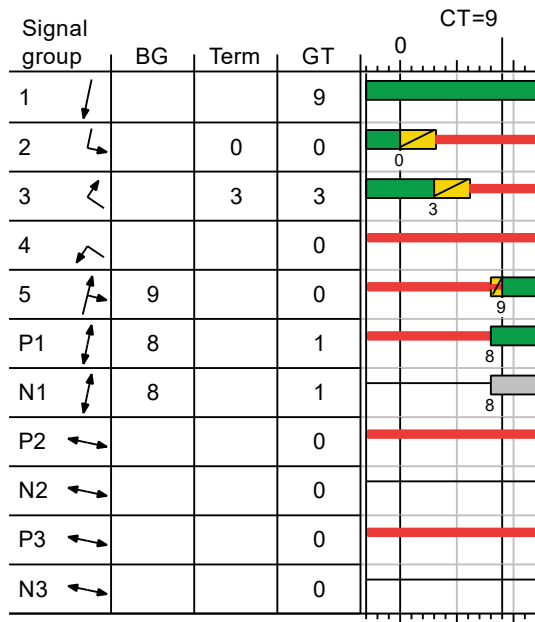 CT=9
Signal
group BG Term GT 0
1 9
2 0 0 0
3 3 3 3
4 0
5 9 0 9
P1 8 1 8
N1 8 1 8
P2 0
N2 0
P3 0
N3 0